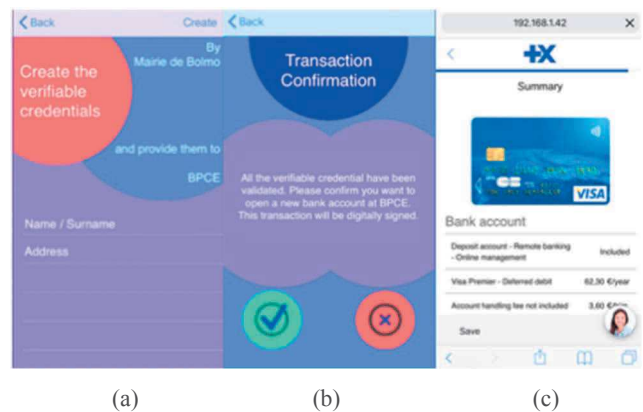 Back
Create
By
Mairie de Bolmo
Create the
verifiable
credentials
and provide them to
BPCE
Name / Surname
Address
Back
Transaction
Confirmation
All the verifiable credential have been
validated. Please confirm you want to
open a new bank account at BPCE.
This transaction will be digitally signed.
192.168.1.42
+X
Summary
VISA
Bank account
Deposit account - Remote banking
- Online management
Included
Visa Premier - Deferred debit
62,30 €/year
Account handling fee not included
3,60
Save
(a)
(b)
(c)